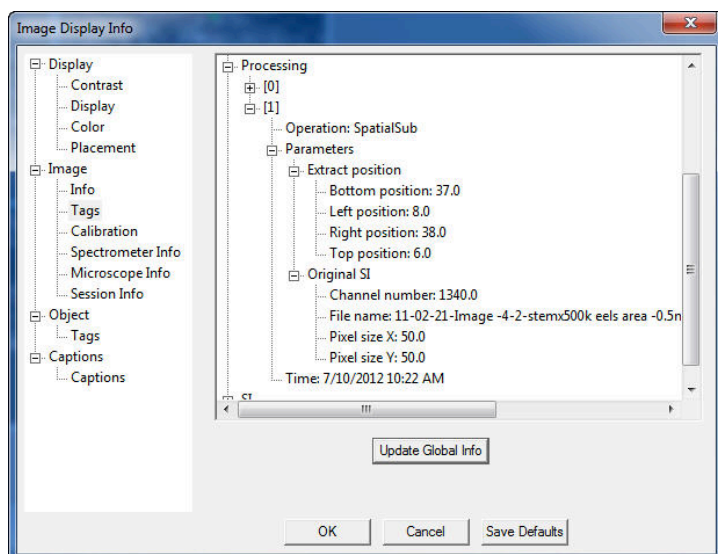 Image Display Info
Display
Contrast
Display
Color
Placement
Image
Info
Tags
Calibration
Spectrometer Info
Microscope Info
Session Info
Object
Tags
Captions
Captions
Processing
[0]
[1]
Operation: SpatialSub
Parameters
Extract position
Bottom position: 37.0
Left position: 8.0
Right position: 38.0
Top position: 6.0
Original SI
Channel number: 1340.0
File name: 11-02-21-Image -4-2-stemx500k eels area -0.5n
Pixel size X: 50.0
Pixel size Y: 50.0
Time: 7/10/2012 10:22 AM
SI
Update Global Info
OK Cancel Save Defaults